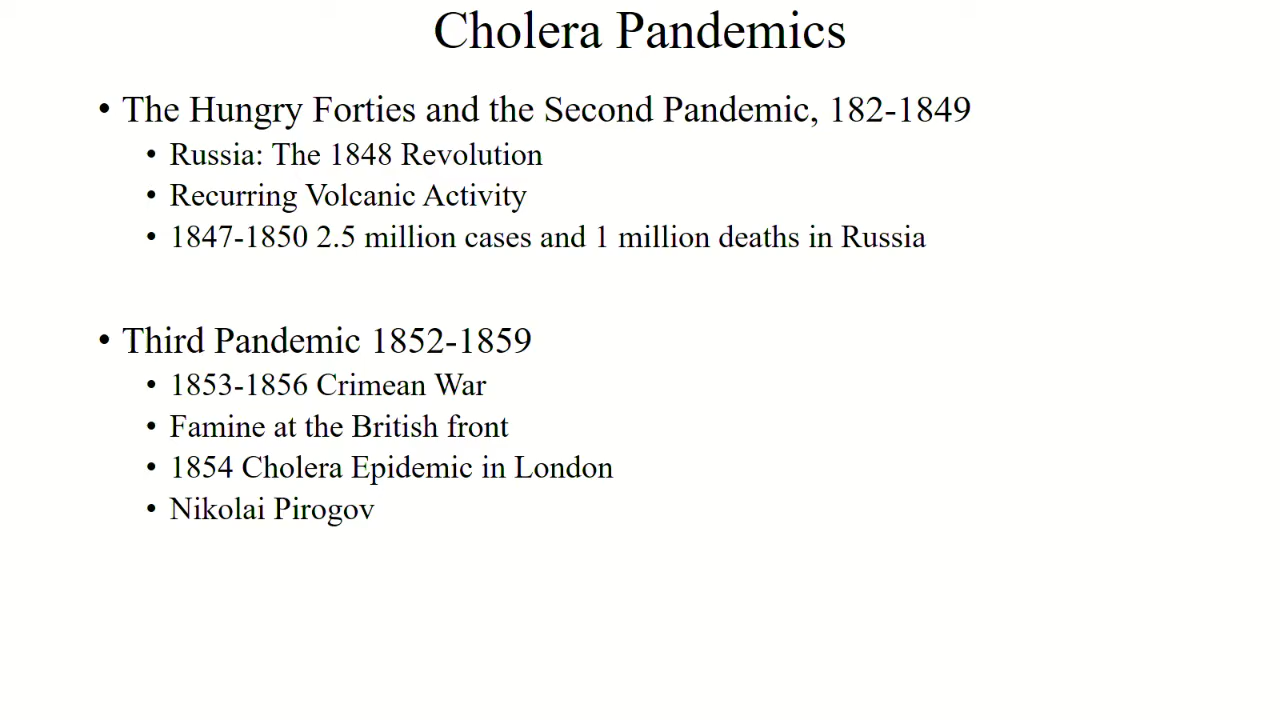 Cholera Pandemics
• The Hungry Forties and the Second Pandemic, 182-1849
• Russia: The 1848 Revolution
• Recurring Volcanic Activity
• 1847-1850 2.5 million cases and 1 million deaths in Russia
• Third Pandemic 1852-1859
• 1853-1856 Crimean War
• Famine at the British front
• 1854 Cholera Epidemic in London
• Nikolai Pirogov